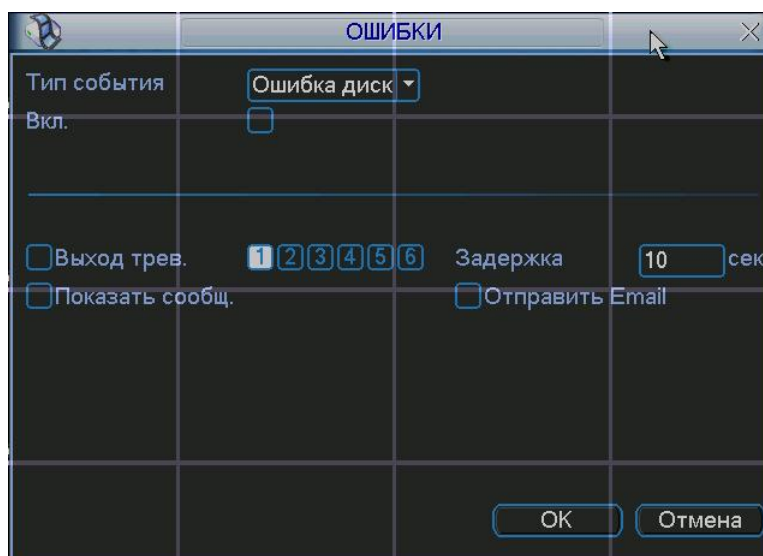 ОШИБКИ
Тип события Ошибка диск
Вкл.
Выход трев. 1 2 3 4 5 6 Задержка 10 сек
Показать сообщ. Отправить Email
OK Отмена